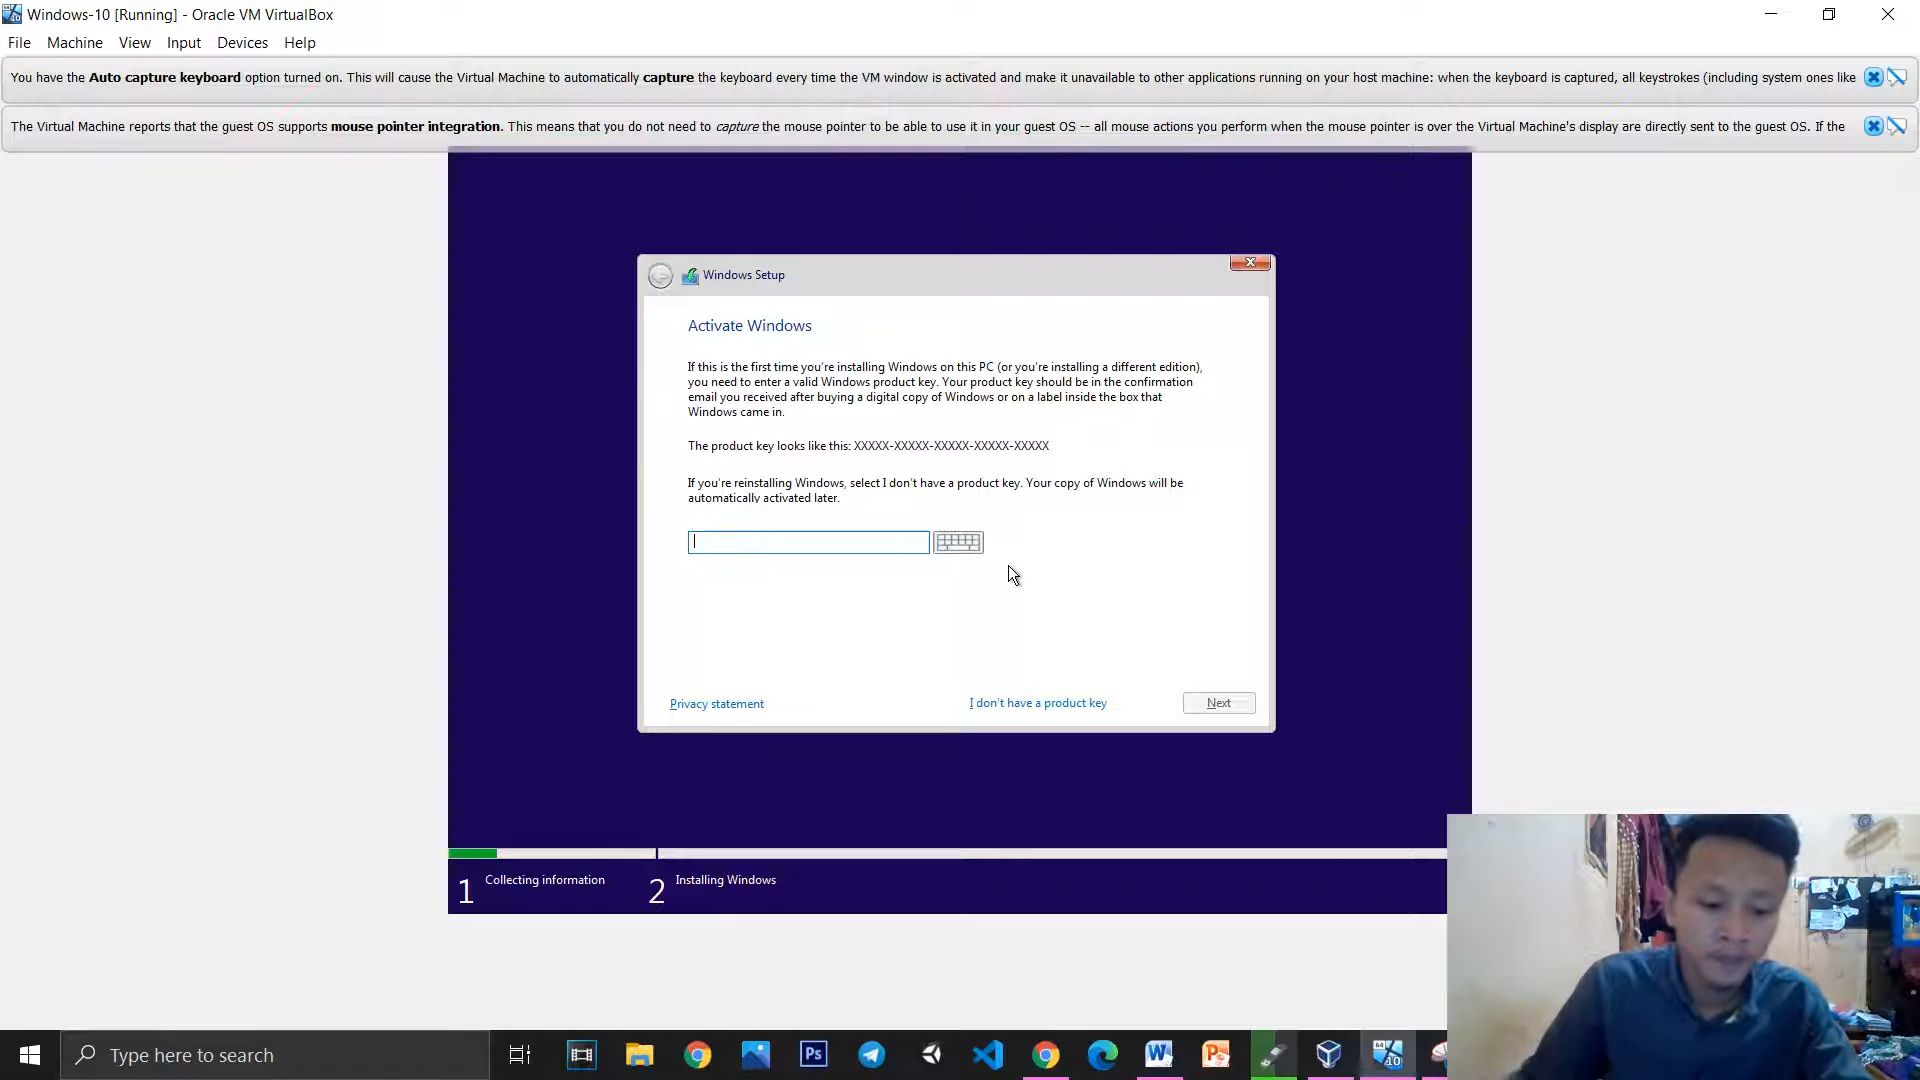 Windows-10 [Running] - Oracle VM VirtualBox
File Machine View Input Devices Help
You have the Auto capture keyboard option turned on. This will cause the Virtual Machine to automatically capture the keyboard every time the VM window is activated and make it unavailable to other applications running on your host machine: when the keyboard is captured, all keystrokes (including system ones like
The Virtual Machine reports that the guest OS supports mouse pointer integration. This means that you do not need to capture the mouse pointer to be able to use it in your guest OS -- all mouse actions you perform when the mouse pointer is over the Virtual Machine's display are directly sent to the guest OS. If the
Windows Setup
Activate Windows
If this is the first time you're installing Windows on this PC (or you're installing a different edition),
you need to enter a valid Windows product key. Your product key should be in the confirmation
email you received after buying a digital copy of Windows or on a label inside the box that
Windows came in.
The product key looks like this: XXXXX-XXXXX-XXXXX-XXXXX-XXXXX
If you're reinstalling Windows, select I don't have a product key. Your copy of Windows will be
automatically activated later.
Privacy statement
I don't have a product key
Next
1 Collecting information
2 Installing Windows
Type here to search
Ps